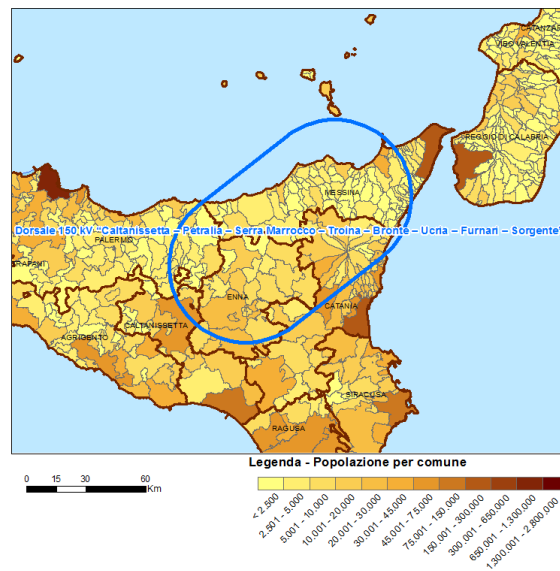 CATANZAR
VIBO VALENTIA
REGGIO DI CALABRIA
MESSINA
Dorsale 150 kV "Caltanissetta – Petralia – Serra Marrocco – Troina – Bronte – Ucria – Furnari – Sorgente"
PALERMO
RAPANI
ENNA
CATANIA
CALTANISSETTA
AGRIGENTO
SIRACUSA
RAGUSA
Legenda - Popolazione per comune
0 15 30 60
Km
< 2.500
2.501 - 5.000
5.001 - 10.000
10.001 - 20.000
20.001 - 30.000
30.001 - 45.000
45.001 - 75.000
75.001 - 150.000
150.001 - 300.000
300.001 - 650.000
650.001 - 1.300.000
1.300.001 - 2.800.000